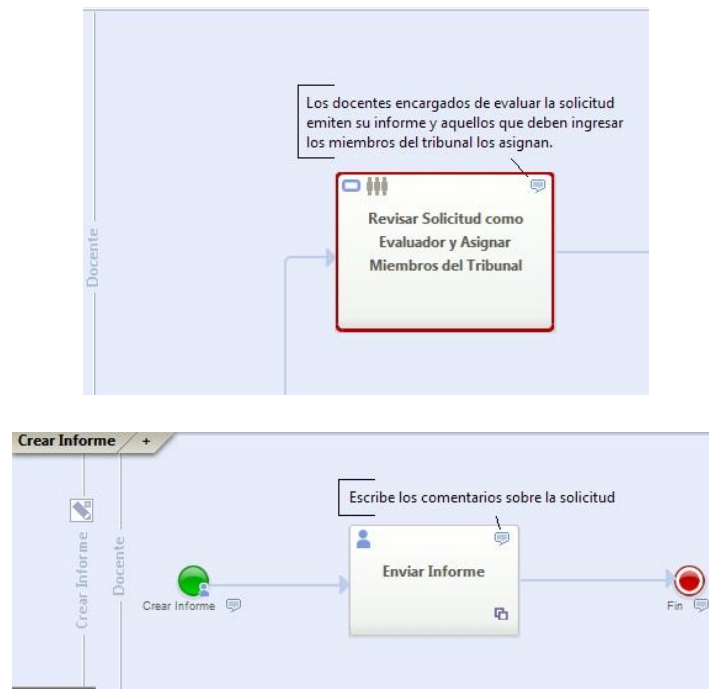 Los docentes encargados de evaluar la solicitud
emiten su informe y aquellos que deben ingresar
los miembros del tribunal los asignan.
Revisar Solicitud como
Evaluador y Asignar
Miembros del Tribunal
Docente
Crear Informe +
Crear Informe
Docente
Escribe los comentarios sobre la solicitud
Enviar Informe
Crear Informe
Fin